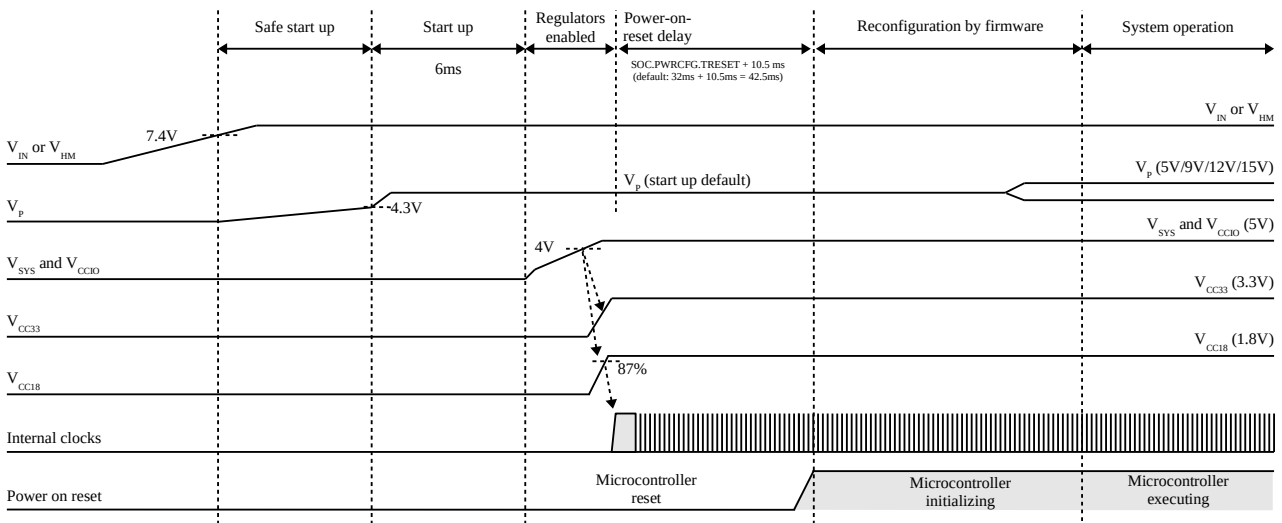 Safe start up
Start up
Regulators
enabled
Power-on-
reset delay
Reconfiguration by firmware
System operation
6ms
SOC.PWRCFG.TRESET + 10.5 ms
(default: 32ms + 10.5ms = 42.5ms)
VIN or VHM
7.4V
VIN or VHM
VP
4.3V
VP (start up default)
VP (5V/9V/12V/15V)
VSYS and VCCIO
4V
VSYS and VCCIO (5V)
VCC33
VCC33 (3.3V)
VCC18
87%
VCC18 (1.8V)
Internal clocks
Power on reset
Microcontroller
reset
Microcontroller
initializing
Microcontroller
executing